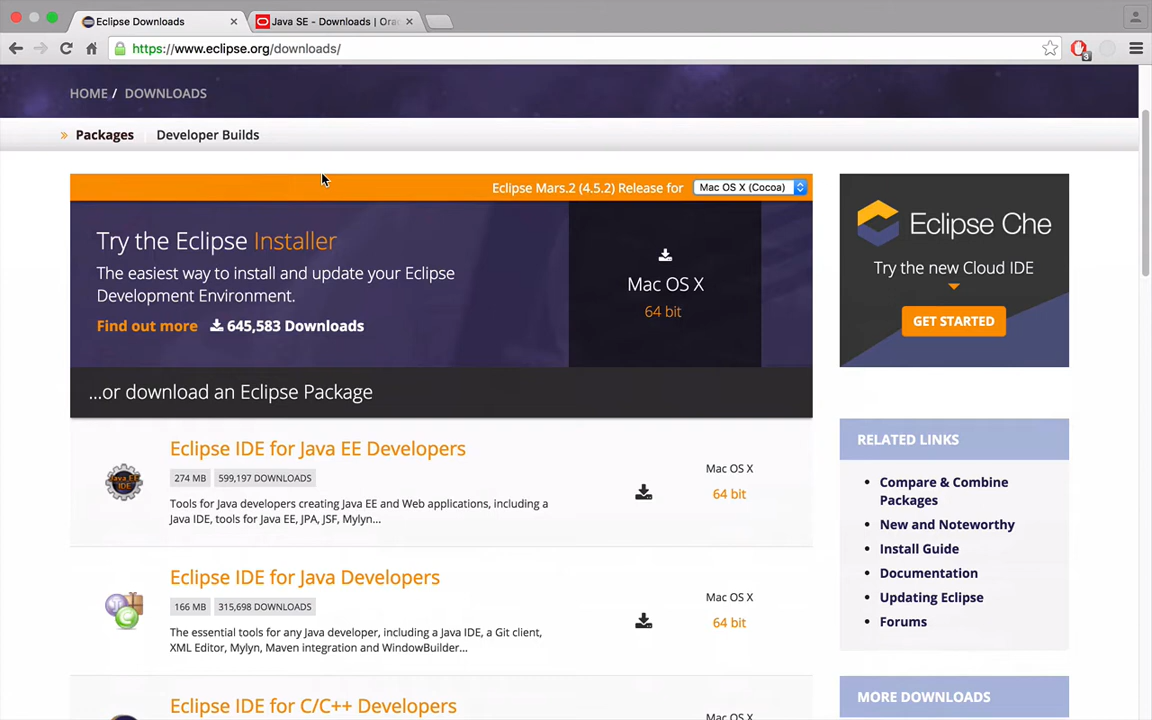 Eclipse Downloads
Java SE - Downloads | Orac
https://www.eclipse.org/downloads/
3
HOME / DOWNLOADS
» Packages
Developer Builds
Eclipse Mars.2 (4.5.2) Release for
Mac OS X (Cocoa)
Try the Eclipse Installer
The easiest way to install and update your Eclipse
Development Environment.
Find out more
645,583 Downloads
Mac OS X
64 bit
...or download an Eclipse Package
Eclipse IDE for Java EE Developers
274 MB
599,197 DOWNLOADS
Tools for Java developers creating Java EE and Web applications, including a
Java IDE, tools for Java EE, JPA, JSF, Mylyn...
Mac OS X
64 bit
Java EE
IDE
Eclipse IDE for Java Developers
166 MB
315,698 DOWNLOADS
The essential tools for any Java developer, including a Java IDE, a Git client,
XML Editor, Mylyn, Maven integration and WindowBuilder...
Mac OS X
64 bit
Eclipse IDE for C/C++ Developers
Mac OS X
Eclipse Che
Try the new Cloud IDE
GET STARTED
RELATED LINKS
• Compare & Combine
Packages
• New and Noteworthy
• Install Guide
• Documentation
• Updating Eclipse
• Forums
MORE DOWNLOADS